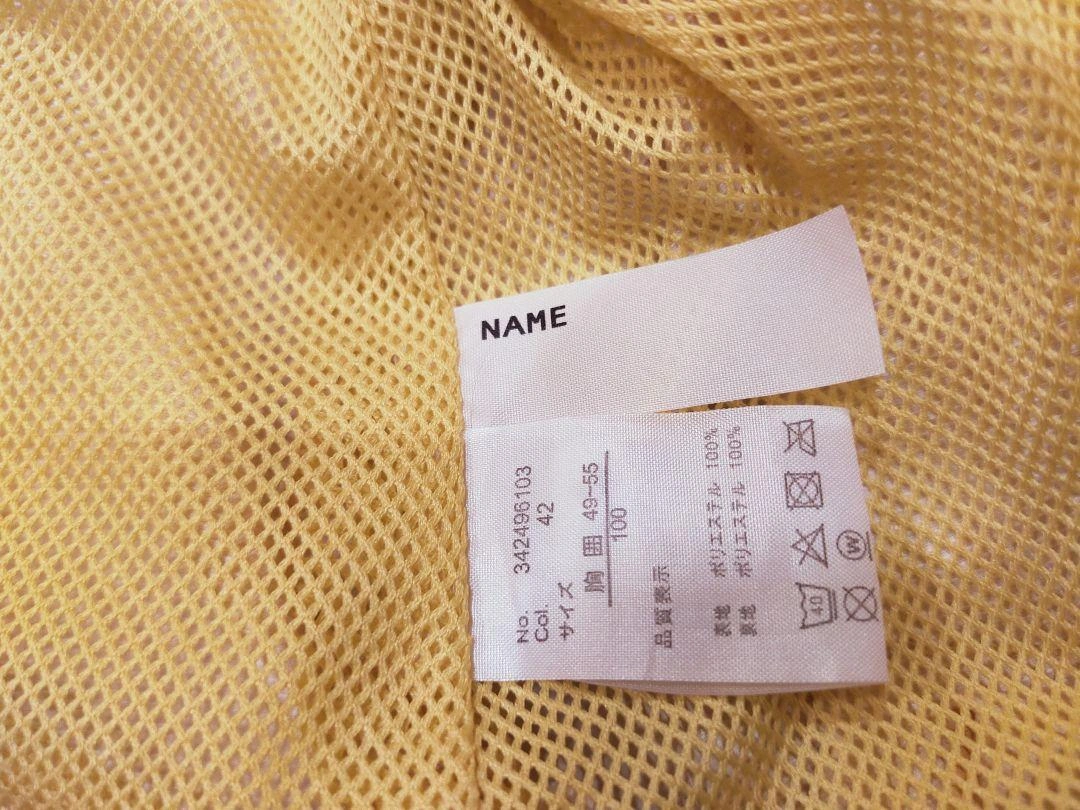 NAME
No. 342496103
Col. 42
サイズ
胸囲 49~55
100
品質表示
表地 ポリエステル 100%
裏地 ポリエステル 100%
40
W